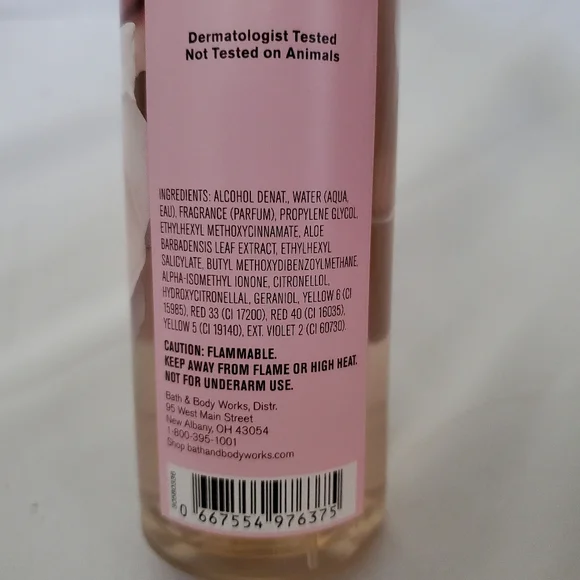 Dermatologist Tested
Not Tested on Animals
INGREDIENTS: ALCOHOL DENAT., WATER (AQUA,
EAU), FRAGRANCE (PARFUM), PROPYLENE GLYCOL,
ETHYLHEXYL METHOXYCINNAMATE, ALOE
BARBADENSIS LEAF EXTRACT, ETHYLHEXYL
SALICYLATE, BUTYL METHOXYDIBENZOYLMETHANE,
ALPHA-ISOMETHYL IONONE, CITRONELLOL,
HYDROXYCITRONELLAL, GERANIOL, YELLOW 6 (CI
15985), RED 33 (CI 17200), RED 40 (CI 16035),
YELLOW 5 (CI 19140), EXT. VIOLET 2 (CI 60730).
CAUTION: FLAMMABLE.
KEEP AWAY FROM FLAME OR HIGH HEAT.
NOT FOR UNDERARM USE.
Bath & Body Works, Distr.
95 West Main Street
New Albany, OH 43054
1-800-395-1001
Shop bathandbodyworks.com
0 667554 976375